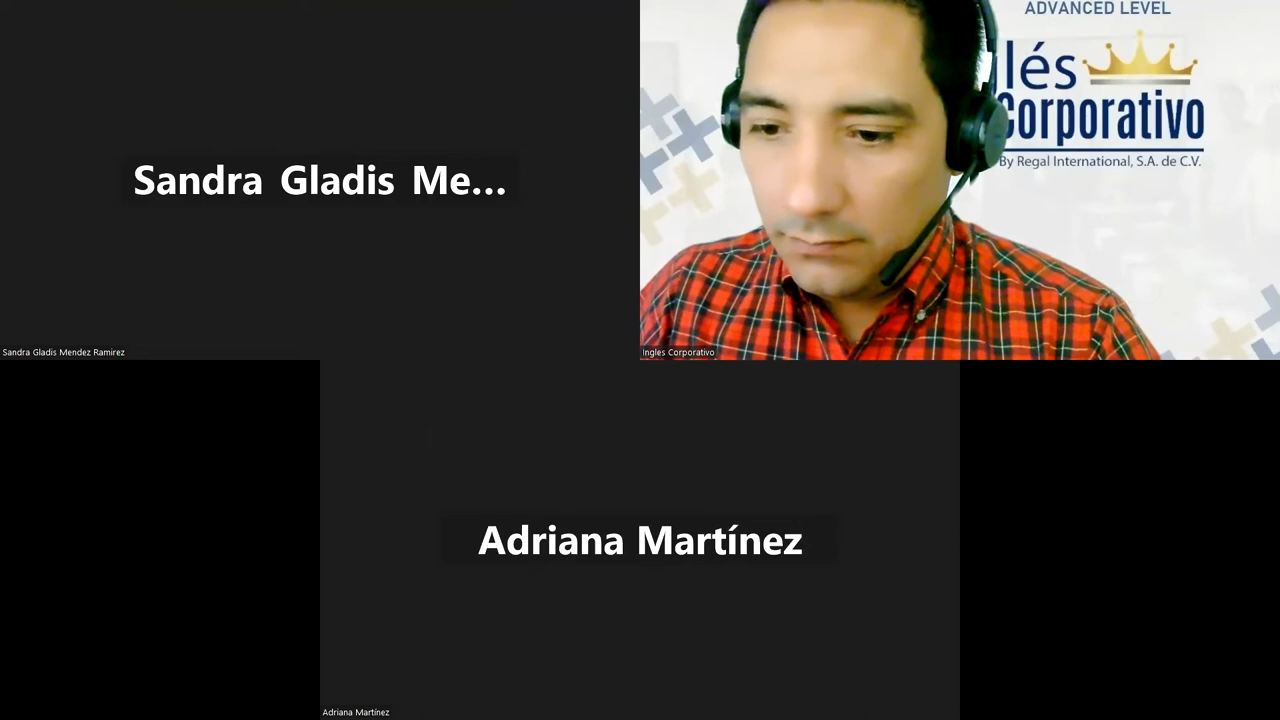 ADVANCED LEVEL
lés
Corporativo
By Regal International, S.A. de C.V.
Sandra Gladis Me...
Sandra Gladis Mendez Ramirez
Ingles Corporativo
Adriana Martínez
Adriana Martínez